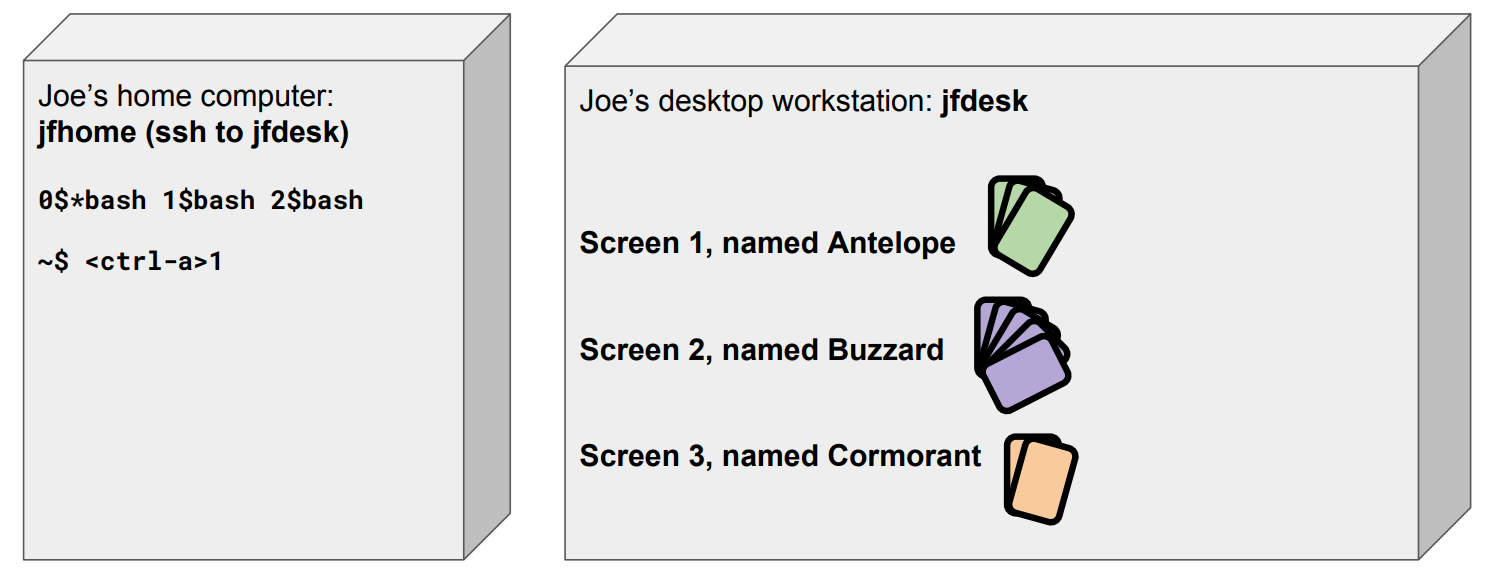 Joe’s home computer:
jfhome (ssh to jfdesk)
0$*bash 1$bash 2$bash
~$ <ctrl-a>1
Joe’s desktop workstation: jfdesk
Screen 1, named Antelope
Screen 2, named Buzzard
Screen 3, named Cormorant